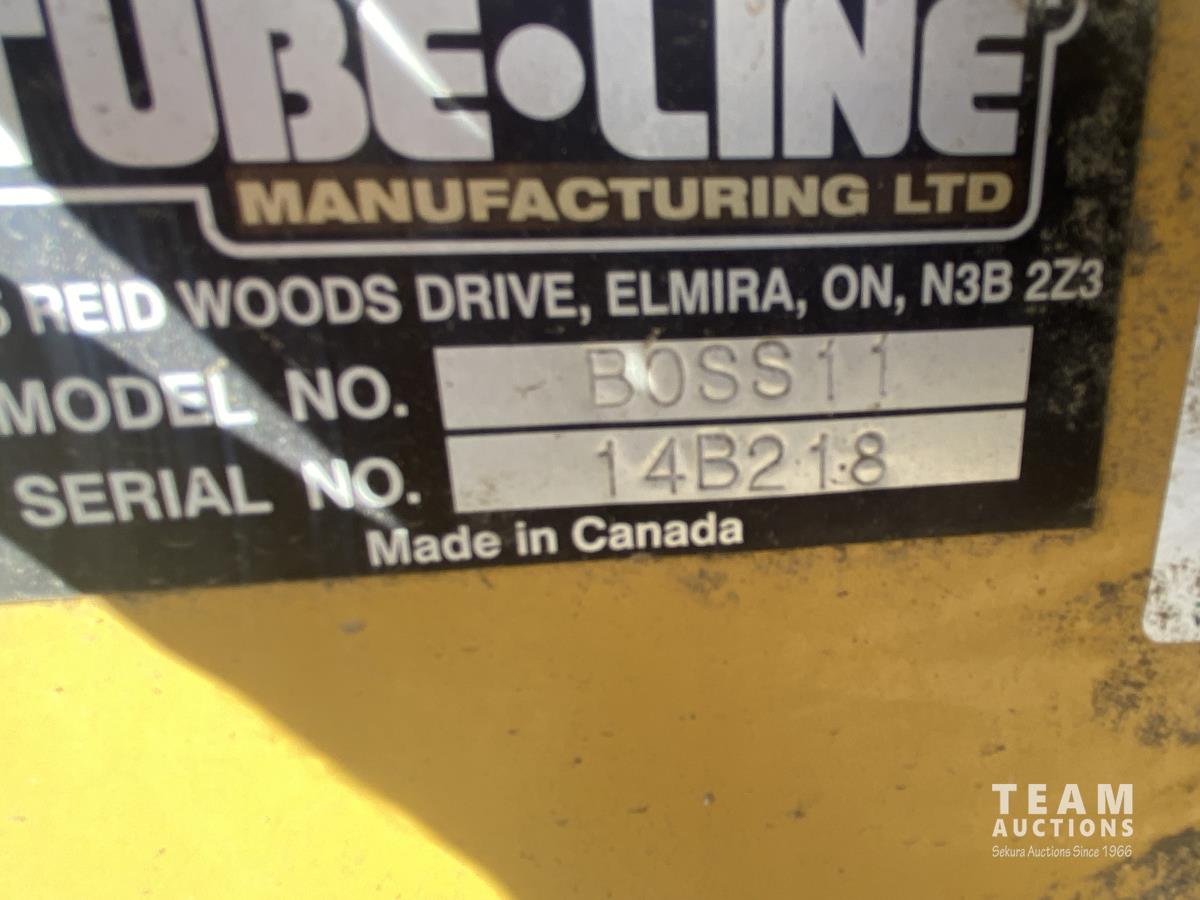 TUBE•LINE
MANUFACTURING LTD
REID WOODS DRIVE, ELMIRA, ON, N3B 2Z3
MODEL NO. BOSS11
SERIAL NO. 14B218
Made in Canada
TEAM
AUCTIONS
Sekura Auctions Since 1966